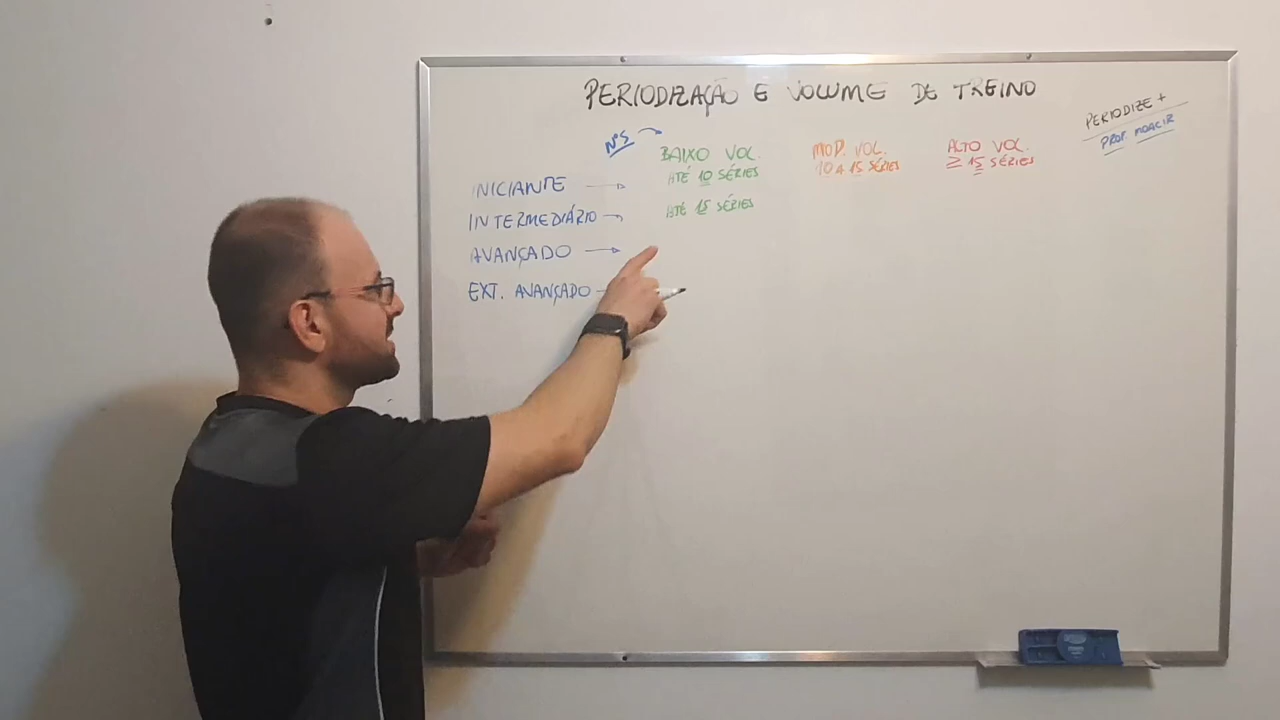 PERIODIZAÇÃO E VOLUME DE TREINO
PERIODIZE +
PROF. MOACIR
NºS
BAIXO VOL.
ATÉ 10 SÉRIES
MOD. VOL.
10 A 15 SÉRIES
ALTO VOL.
≥ 15 SÉRIES
INICIANTE
INTERMEDIÁRIO
ATÉ 15 SÉRIES
AVANÇADO
EXT. AVANÇADO